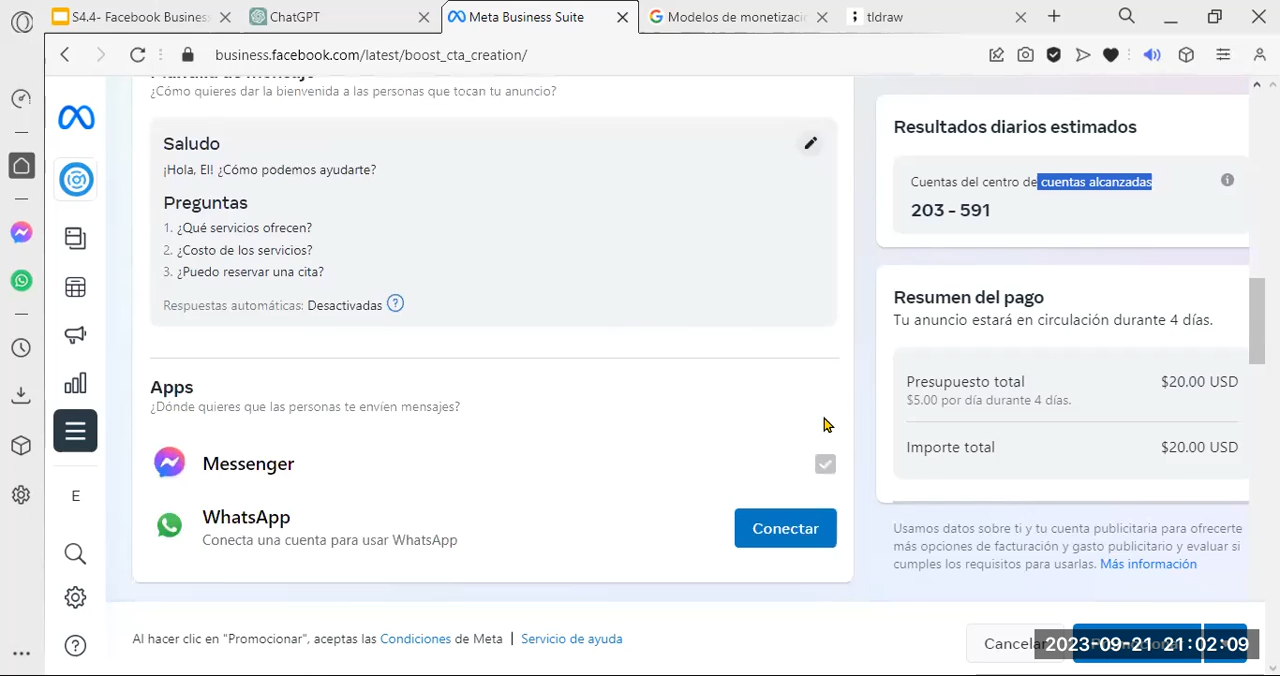 S4.4- Facebook Business
ChatGPT
Meta Business Suite
Modelos de monetizaci
tldraw
business.facebook.com/latest/boost_cta_creation/
Plantilla de mensaje
¿Cómo quieres dar la bienvenida a las personas que tocan tu anuncio?
Saludo
¡Hola, El! ¿Cómo podemos ayudarte?
Preguntas
1. ¿Qué servicios ofrecen?
2. ¿Costo de los servicios?
3. ¿Puedo reservar una cita?
Respuestas automáticas: Desactivadas
Apps
¿Dónde quieres que las personas te envíen mensajes?
Messenger
WhatsApp
Conecta una cuenta para usar WhatsApp
Conectar
E
Resultados diarios estimados
Cuentas del centro de cuentas alcanzadas
203 - 591
Resumen del pago
Tu anuncio estará en circulación durante 4 días.
Presupuesto total $20.00 USD
$5.00 por día durante 4 días.
Importe total $20.00 USD
Usamos datos sobre ti y tu cuenta publicitaria para ofrecerte
más opciones de facturación y gasto publicitario y evaluar si
cumples los requisitos para usarlas. Más información
Al hacer clic en "Promocionar", aceptas las Condiciones de Meta | Servicio de ayuda
Cancelar
2023-09-21 21:02:09